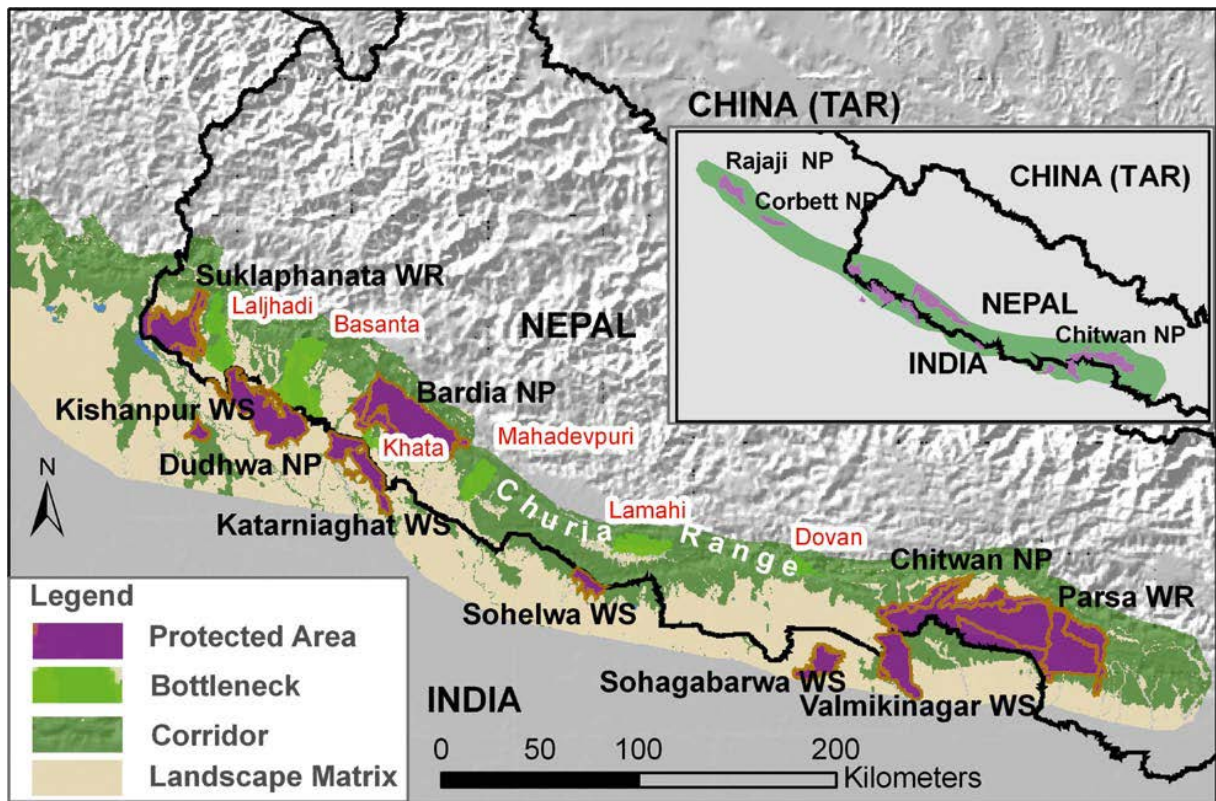 CHINA (TAR)
Rajaji NP
CHINA (TAR)
Corbett NP
NEPAL
Chitwan NP
INDIA
Suklaphanata WR
Laljhadi
Basanta
NEPAL
Bardia NP
Kishanpur WS
Khata
Mahadevpuri
Dudhwa NP
N
Katarniaghat WS
Churia Range
Lamahi
Dovan
Chitwan NP
Parsa WR
Sohelwa WS
Sohagabarwa WS
Valmikinagar WS
INDIA
Legend
Protected Area
Bottleneck
Corridor
Landscape Matrix
0 50 100 200
Kilometers